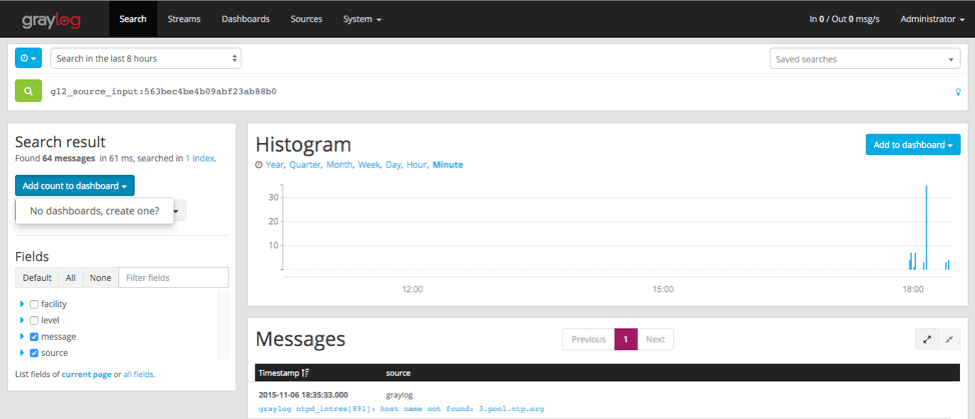 graylog Search Streams Dashboards Sources System In 0 / Out 0 msg/s Administrator
Search in the last 8 hours Saved searches
gl2_source_input:563bec4be4b09abf23ab88b0
Search result
Found 64 messages in 61 ms, searched in 1 index.
Add count to dashboard
No dashboards, create one?
Fields
Default All None Filter fields
facility
level
message
source
List fields of current page or all fields.
Histogram
Add to dashboard
Year, Quarter, Month, Week, Day, Hour, Minute
30
20
10
12:00 15:00 18:00
Messages
Previous 1 Next
Timestamp source
2015-11-06 18:35:33.000 graylog
graylog ntpd_intres[891]: host name not found: 3.pool.ntp.org